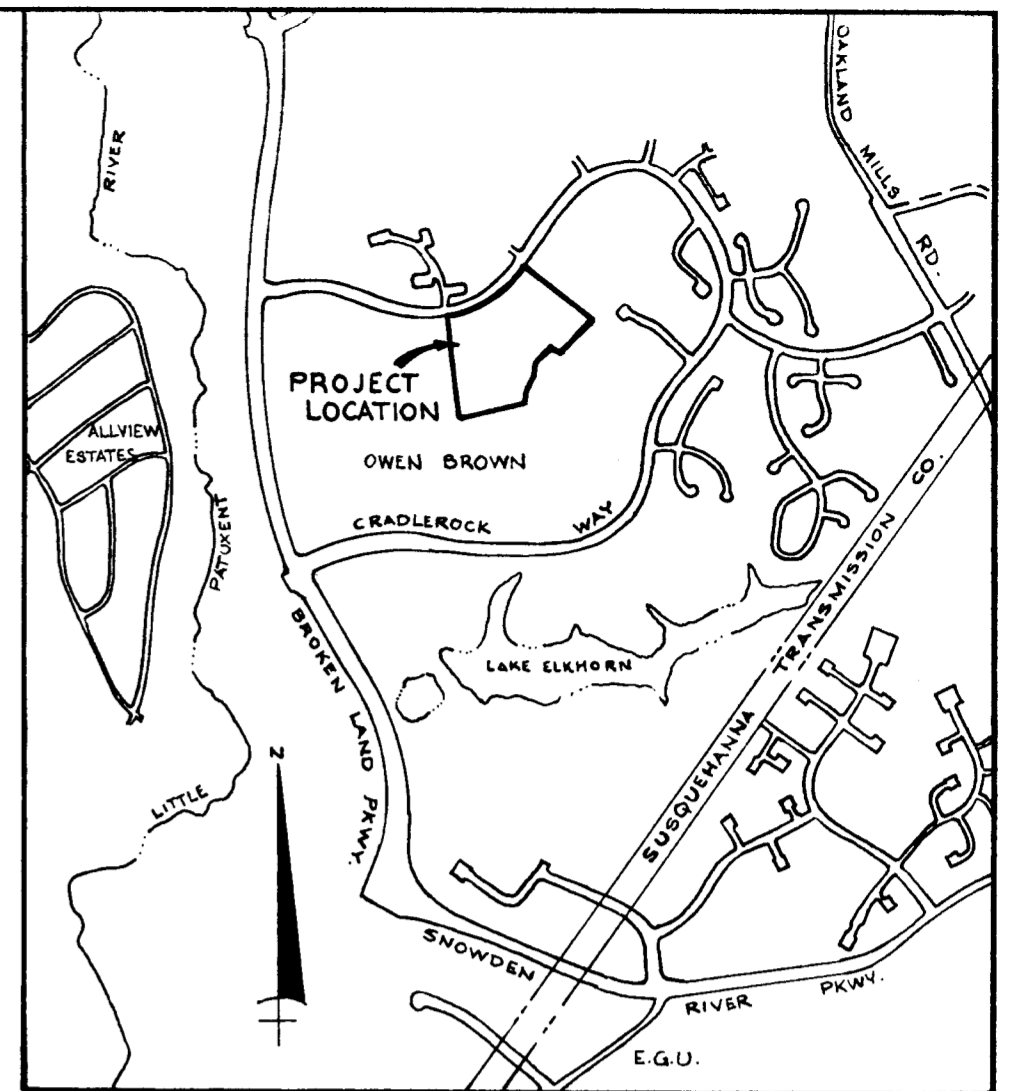 OAKLAND MILLS RD.
RIVER
PROJECT
LOCATION
ALLVIEW
ESTATES
OWEN BROWN
CRADLEROCK WAY
PATUXENT
SUSQUEHANNA TRANSMISSION CO.
BROKEN LAND PKWY.
LAKE ELKHORN
N
LITTLE
SNOWDEN RIVER PKWY.
E.G.U.